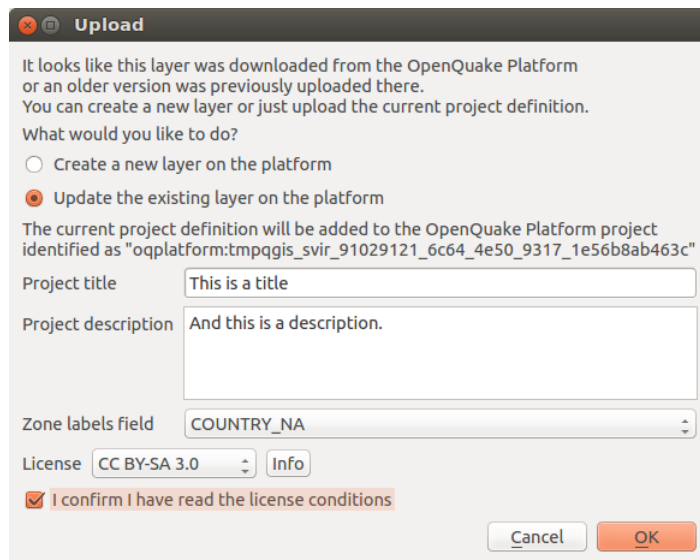 Upload
It looks like this layer was downloaded from the OpenQuake Platform
or an older version was previously uploaded there.
You can create a new layer or just upload the current project definition.
What would you like to do?
Create a new layer on the platform
Update the existing layer on the platform
The current project definition will be added to the OpenQuake Platform project
identified as "oqplatform:tmpqgis_svir_91029121_6c64_4e50_9317_1e56b8ab463c"
Project title This is a title
Project description And this is a description.
Zone labels field COUNTRY_NA
License CC BY-SA 3.0 Info
I confirm I have read the license conditions
Cancel OK